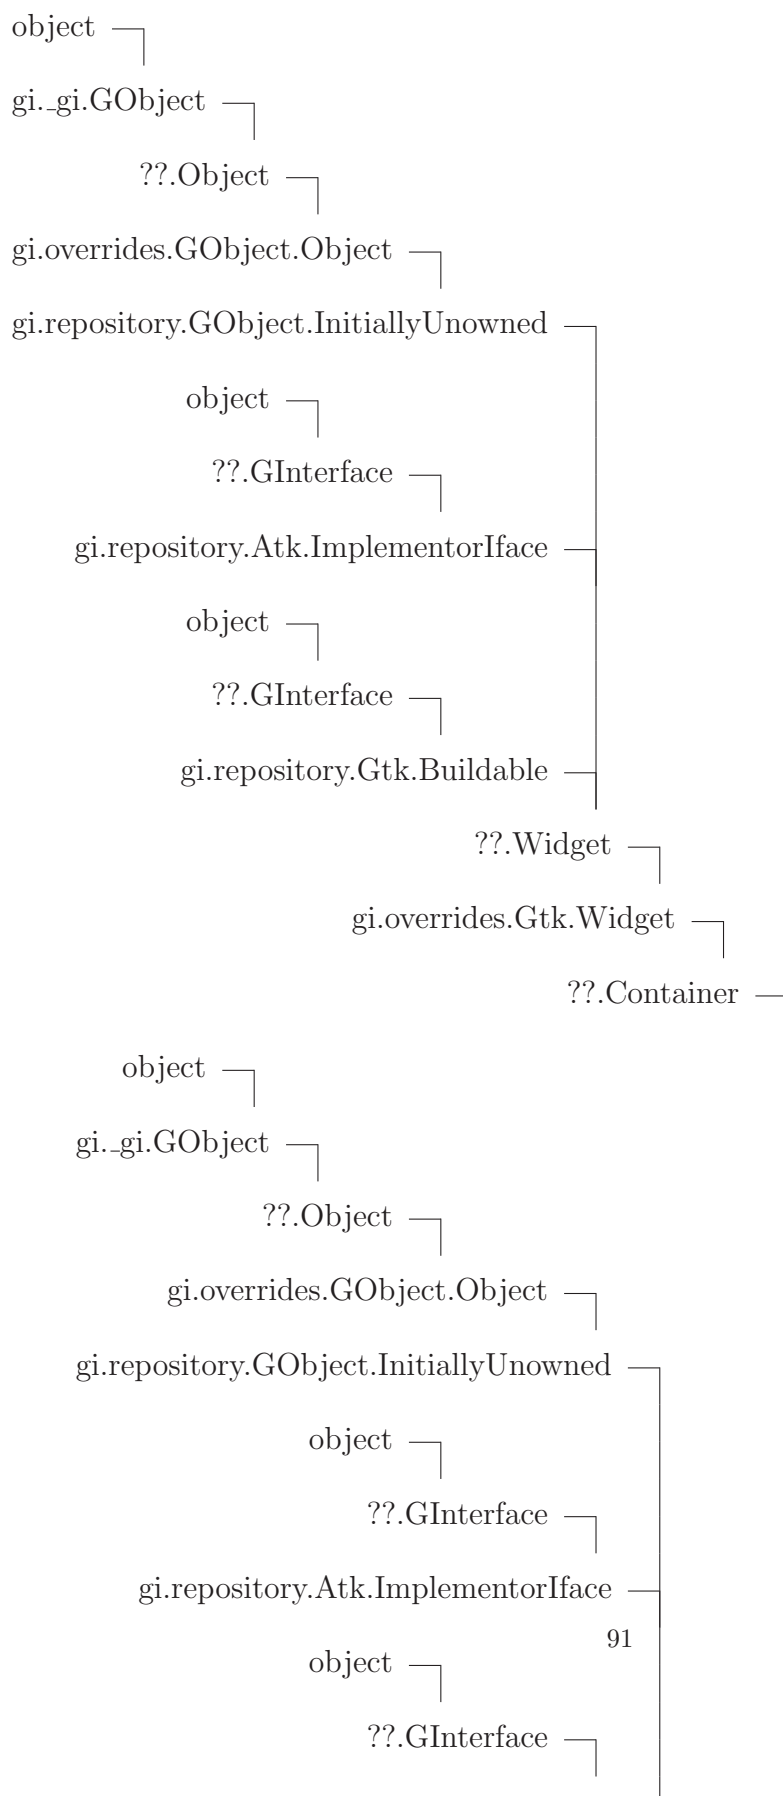 object
gi._gi.GObject
??.Object
gi.overrides.GObject.Object
gi.repository.GObject.InitiallyUnowned
object
??.GInterface
gi.repository.Atk.ImplementorIface
object
??.GInterface
gi.repository.Gtk.Buildable
??.Widget
gi.overrides.Gtk.Widget
??.Container
object
gi._gi.GObject
??.Object
gi.overrides.GObject.Object
gi.repository.GObject.InitiallyUnowned
object
??.GInterface
gi.repository.Atk.ImplementorIface
91
object
??.GInterface